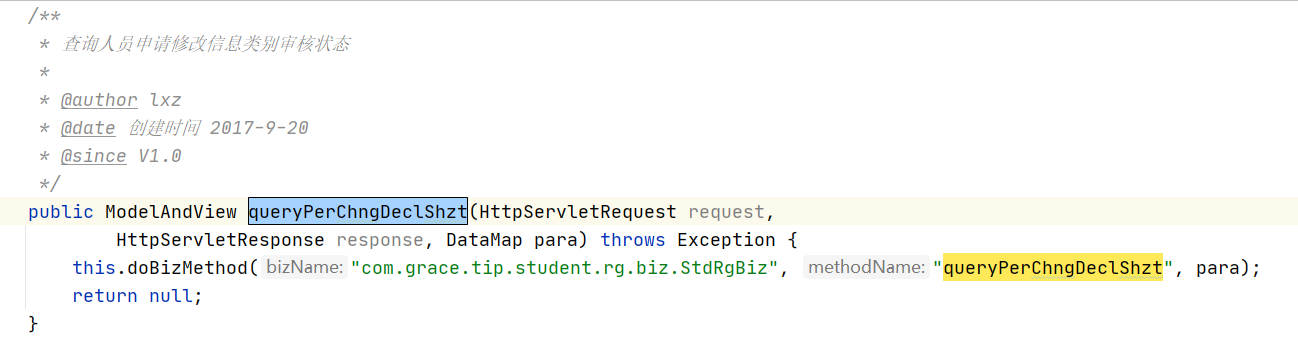 /**
 * 查询人员申请修改信息类别审核状态
 *
 * @author lxz
 * @date 创建时间 2017-9-20
 * @since V1.0
 */
public ModelAndView queryPerChngDeclShzt(HttpServletRequest request,
        HttpServletResponse response, DataMap para) throws Exception {
    this.doBizMethod( bizName: "com.grace.tip.student.rg.biz.StdRgBiz", methodName: "queryPerChngDeclShzt", para);
    return null;
}